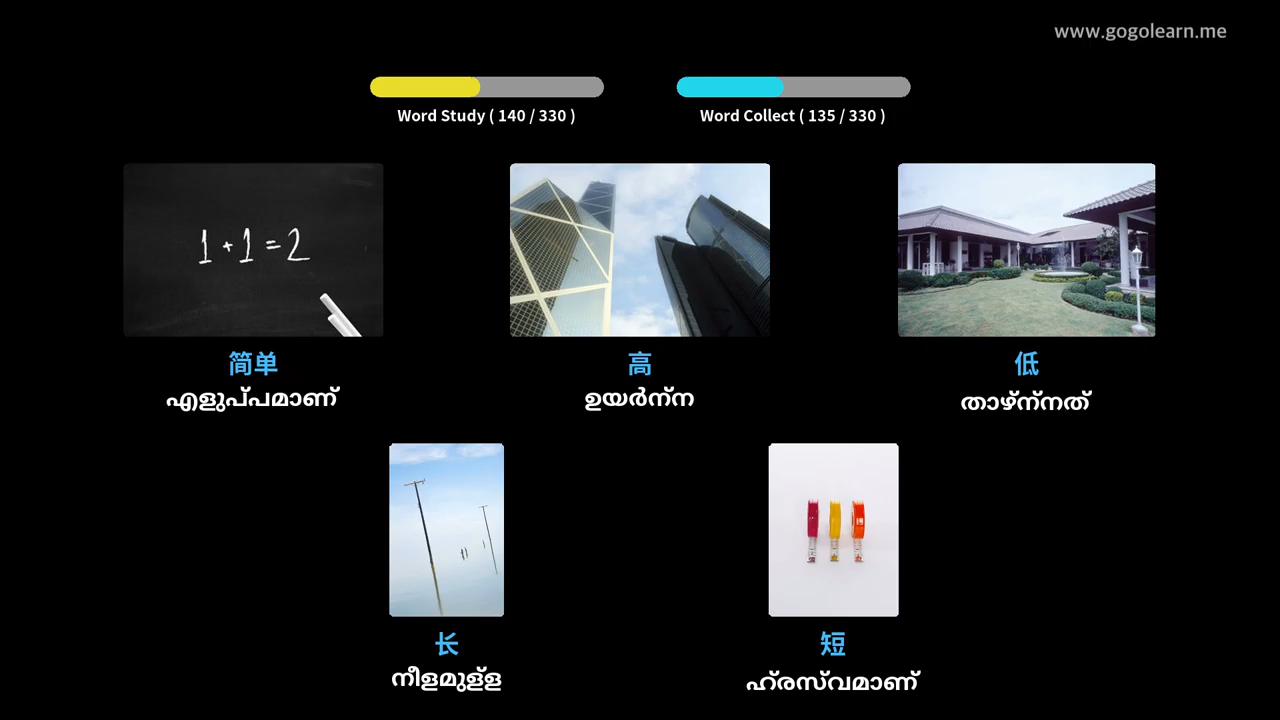 www.gogolearn.me
Word Study ( 140 / 330 )
Word Collect ( 135 / 330 )
1 + 1 = 2
简单
എളുപ്പമാണ്
高
ഉയർന്ന
低
താഴ്ന്നത്
长
നീളമുള്ള
短
ഹ്രസ്വമാണ്